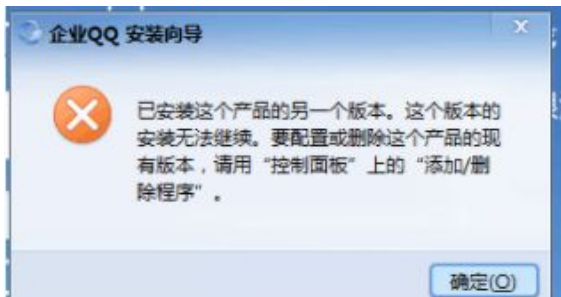 企业QQ 安装向导
已安装这个产品的另一个版本。这个版本的
安装无法继续。要配置或删除这个产品的现
有版本，请用“控制面板”上的“添加/删
除程序”。
确定(O)